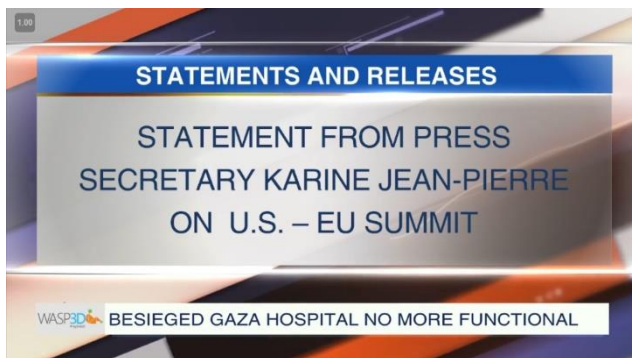 1.00
STATEMENTS AND RELEASES
STATEMENT FROM PRESS
SECRETARY KARINE JEAN-PIERRE
ON U.S. – EU SUMMIT
WASP3D BESIEGED GAZA HOSPITAL NO MORE FUNCTIONAL